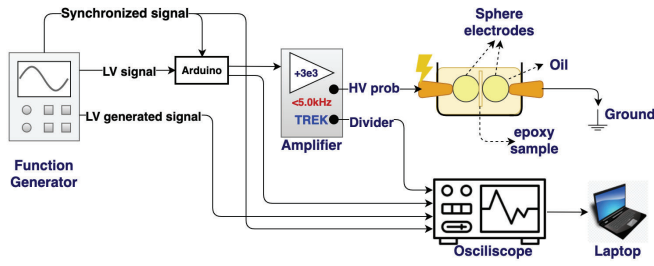 Synchronized signal
LV signal
Arduino
LV generated signal
Function
Generator
+3e3
<5.0kHz
TREK
Amplifier
HV prob
Divider
Sphere
electrodes
Oil
Ground
epoxy
sample
Osciliscope
Laptop